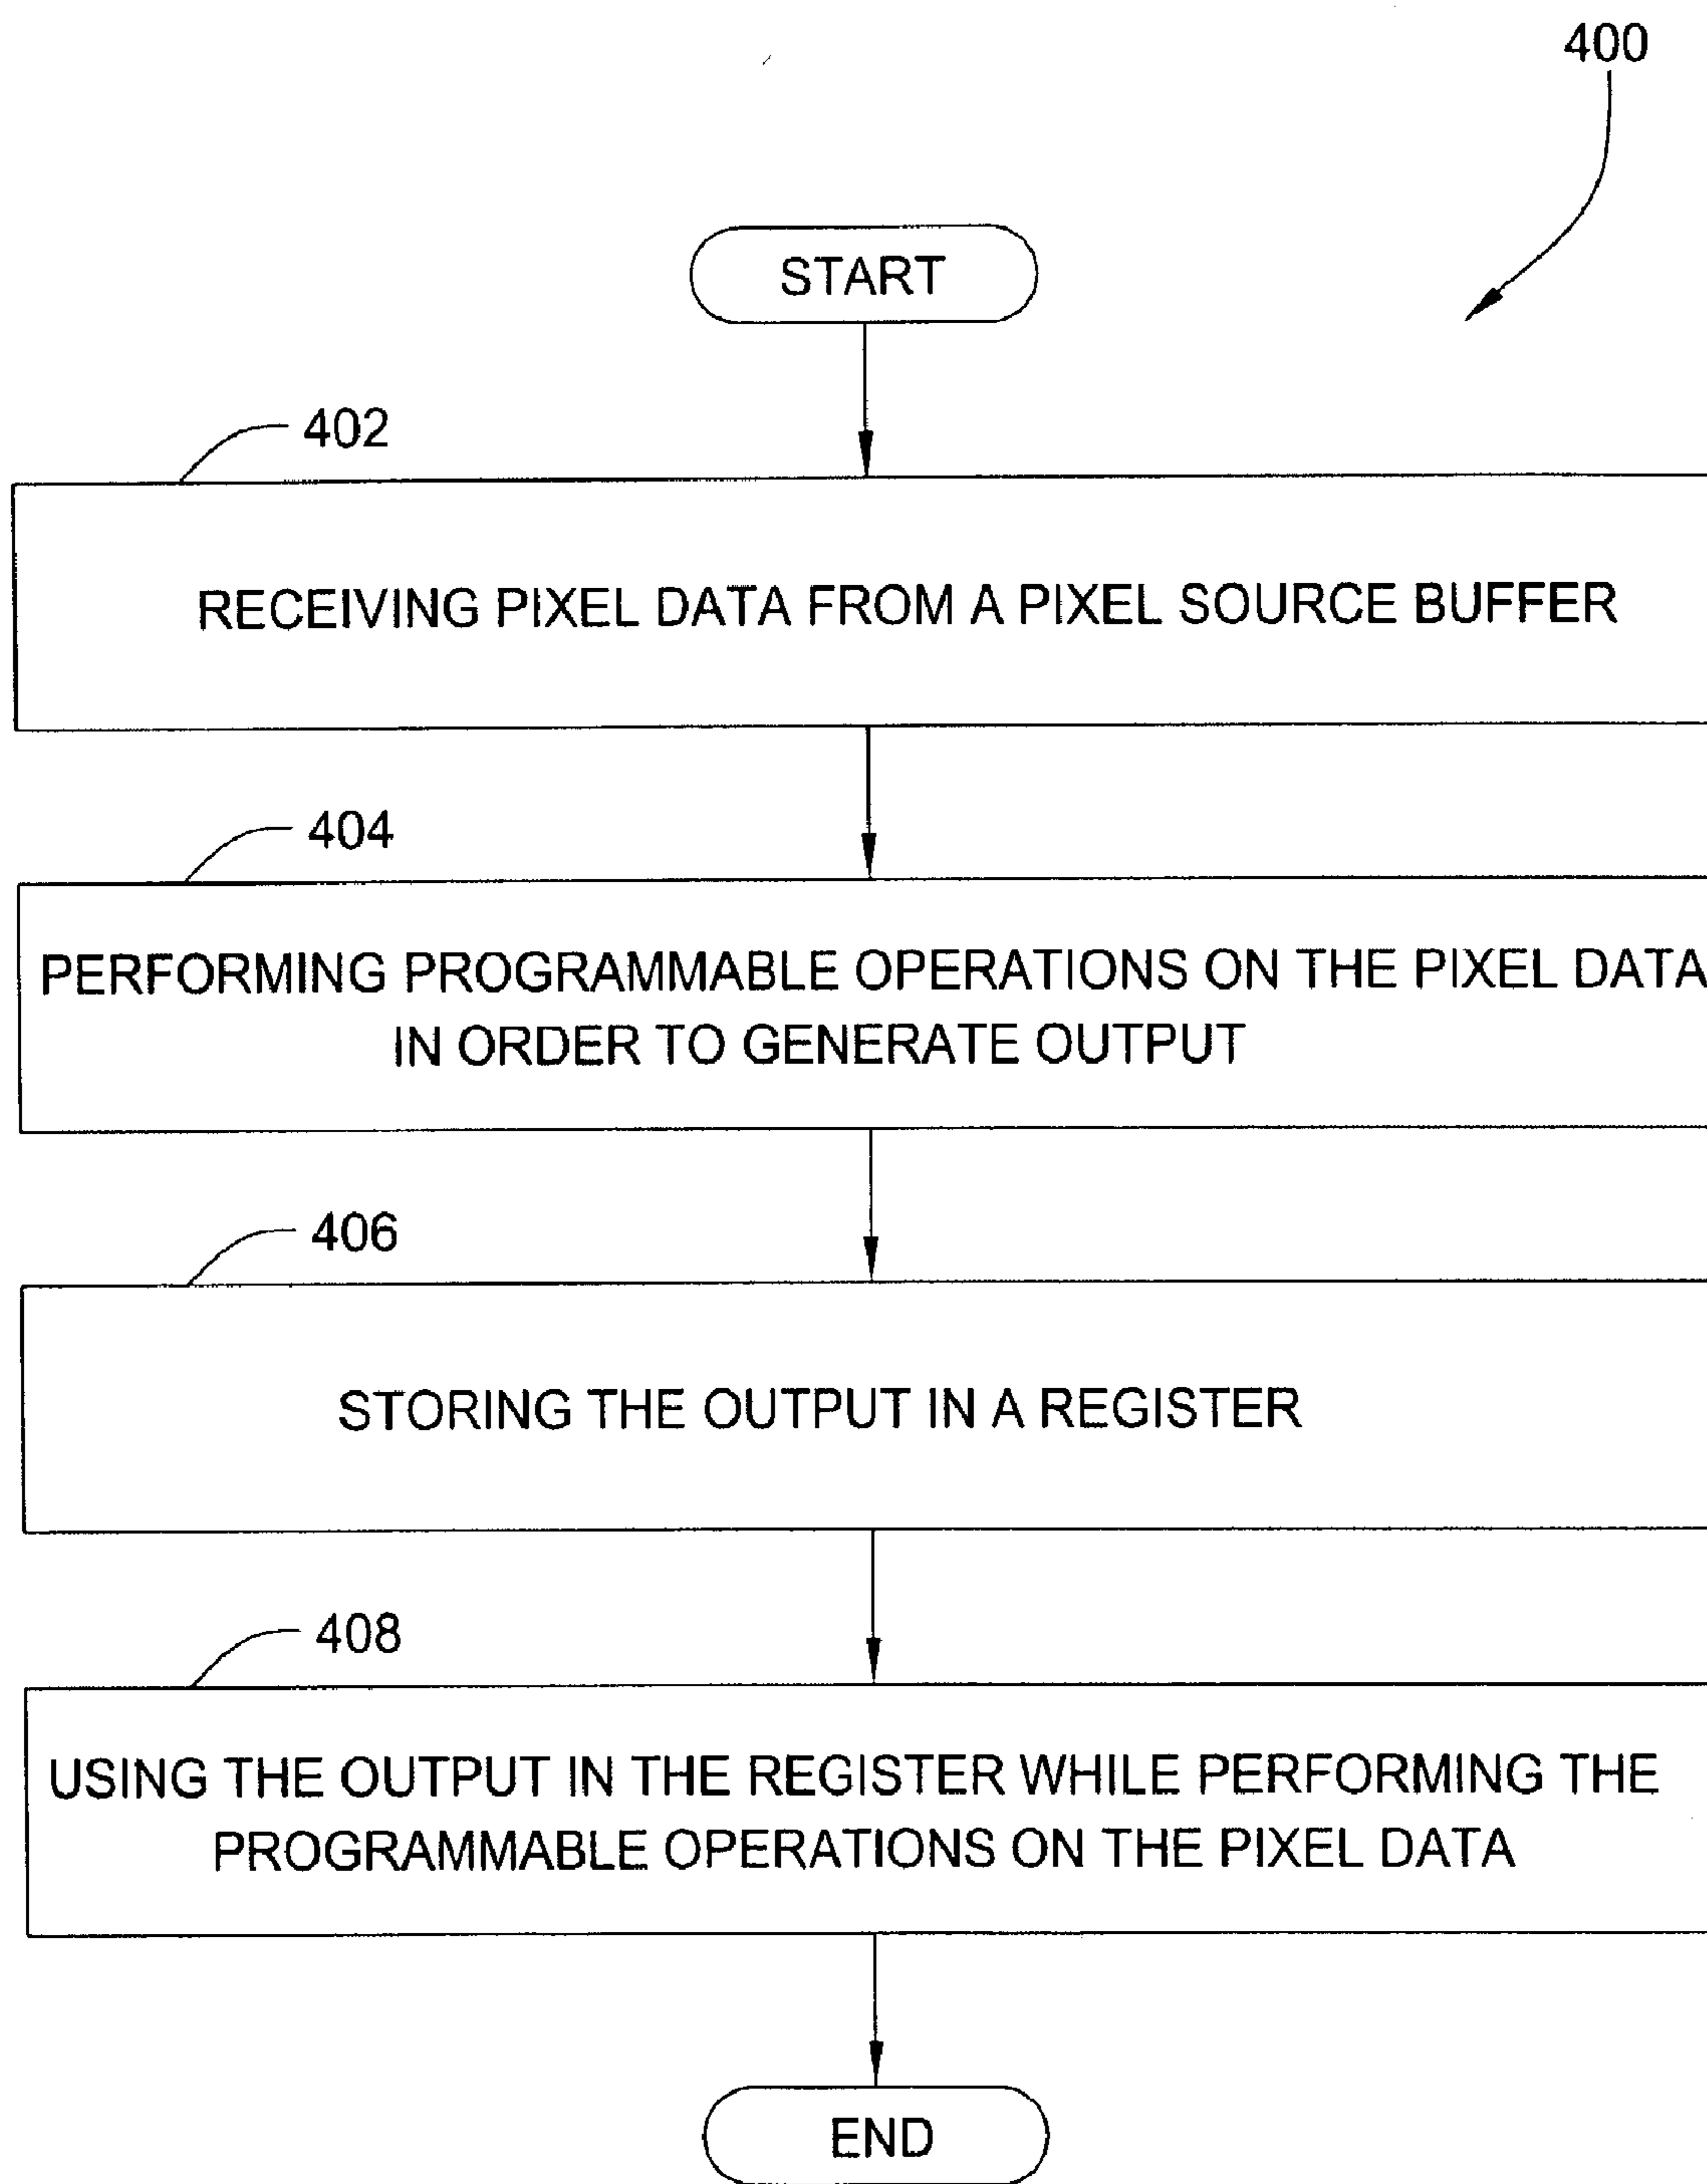 400
START
402
RECEIVING PIXEL DATA FROM A PIXEL SOURCE BUFFER
404
PERFORMING PROGRAMMABLE OPERATIONS ON THE PIXEL DATA
IN ORDER TO GENERATE OUTPUT
406
STORING THE OUTPUT IN A REGISTER
408
USING THE OUTPUT IN THE REGISTER WHILE PERFORMING THE
PROGRAMMABLE OPERATIONS ON THE PIXEL DATA
END